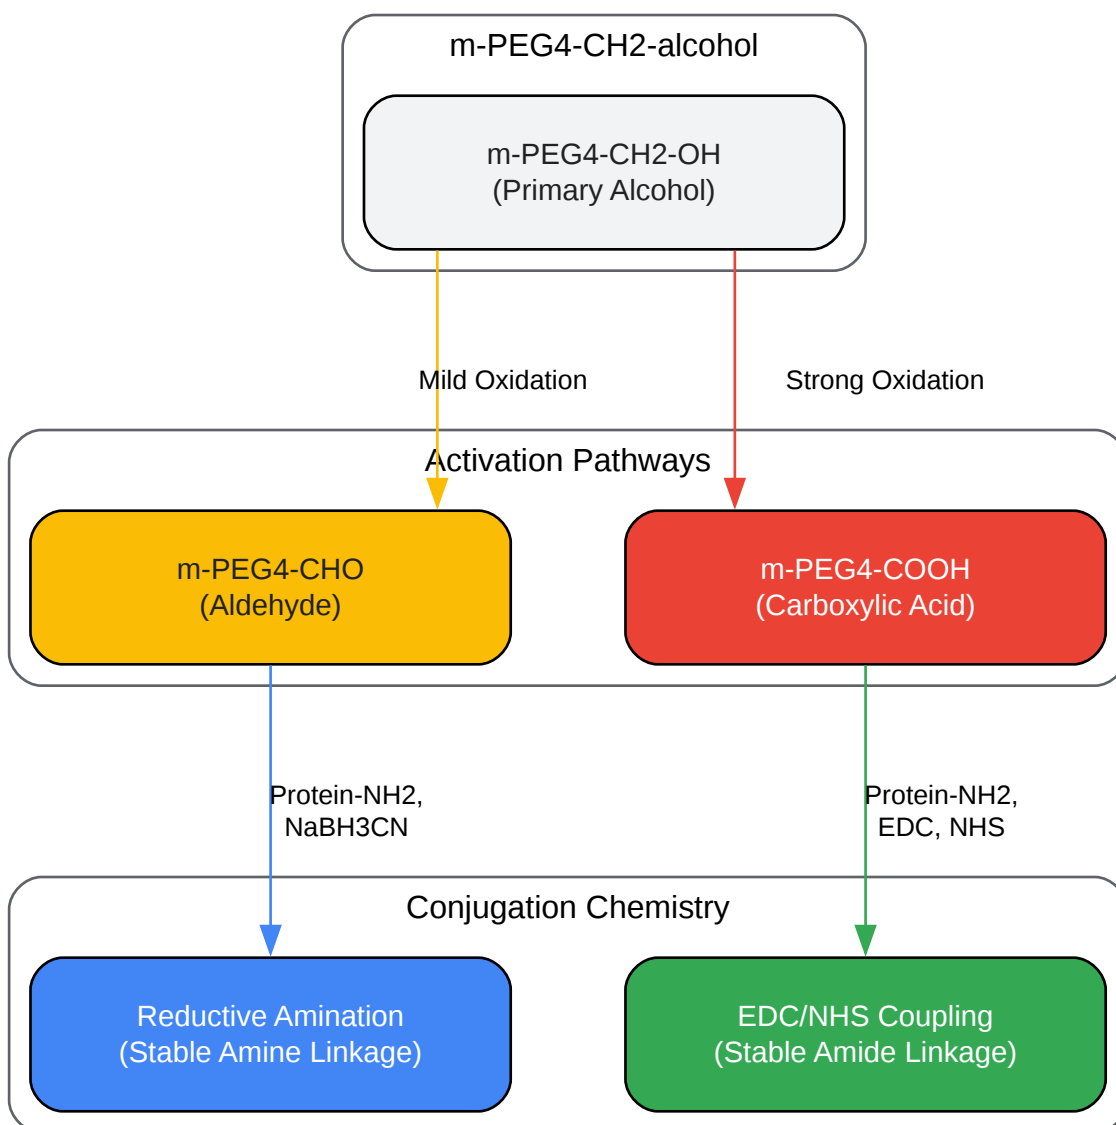 m-PEG4-CH2-alcohol
m-PEG4-CH2-OH
(Primary Alcohol)
Mild Oxidation
Strong Oxidation
Activation Pathways
m-PEG4-CHO
(Aldehyde)
m-PEG4-COOH
(Carboxylic Acid)
Protein-NH2,
NaBH3CN
Protein-NH2,
EDC, NHS
Conjugation Chemistry
Reductive Amination
(Stable Amine Linkage)
EDC/NHS Coupling
(Stable Amide Linkage)